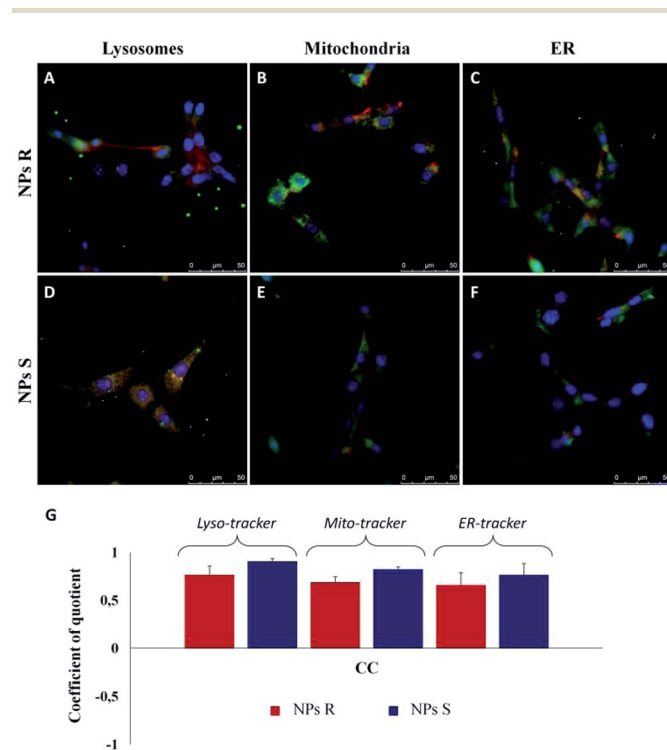 Lysosomes Mitochondria ER
NPs R
A B C
0 µm 50 0 µm 50 0 µm 50
NPs S
D E F
0 µm 50 0 µm 50 0 µm 50
G
Lyso-tracker Mito-tracker ER-tracker
Coefficient of quotient
1
0,5
0
-0,5
-1
CC
NPs R NPs S